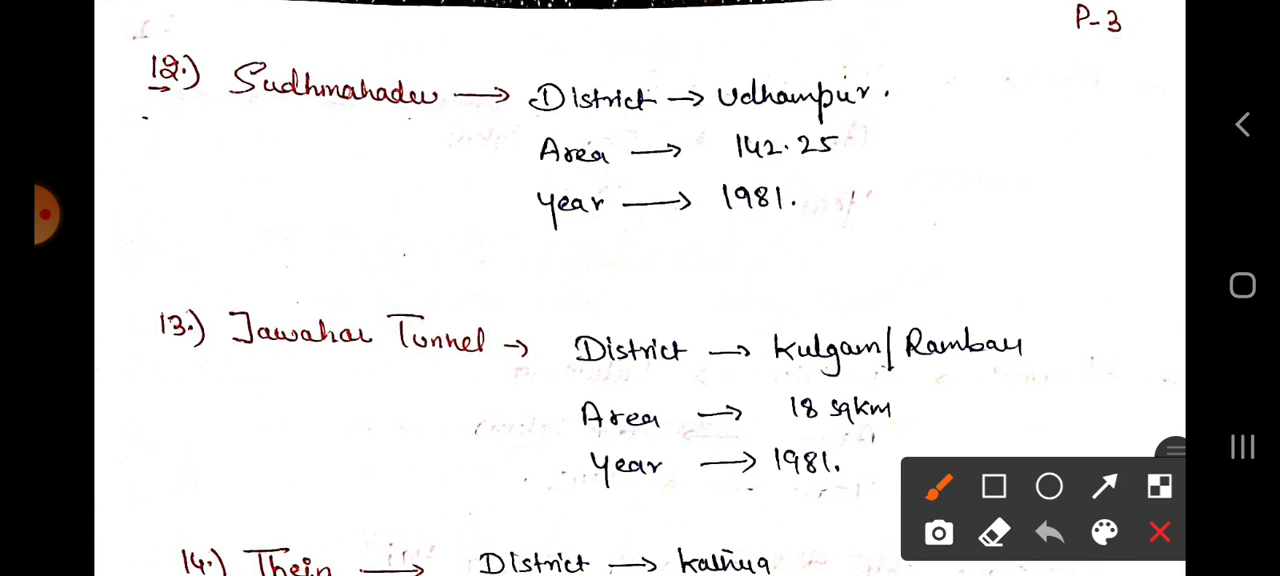 P-3
12.) Sudhmahadev → District → Udhampur.
Area → 142.25
Year → 1981.
13.) Jawahar Tunnel → District → Kulgam/Ramban
Area → 18 sqkm
Year → 1981.
14.) Thein → District → Kathua